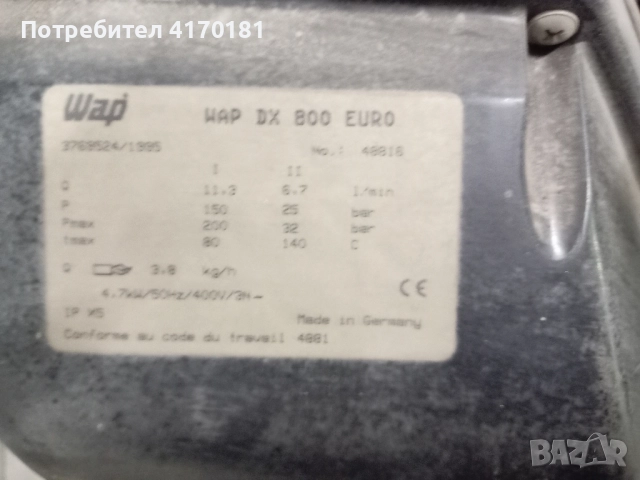 Потребител 4170181
Wap
WAP DX 800 EURO
3769524/1995 No.: 48816
I II
Q 11,3 6.7 l/min
P 150 25 bar
Pmax 200 32 bar
tmax 80 140 C
Q 3.8 kg/h
4.7kW/50Hz/400V/3N~
CE
IP X5 Made in Germany
Conforme au code du travail 4881
BAZAR